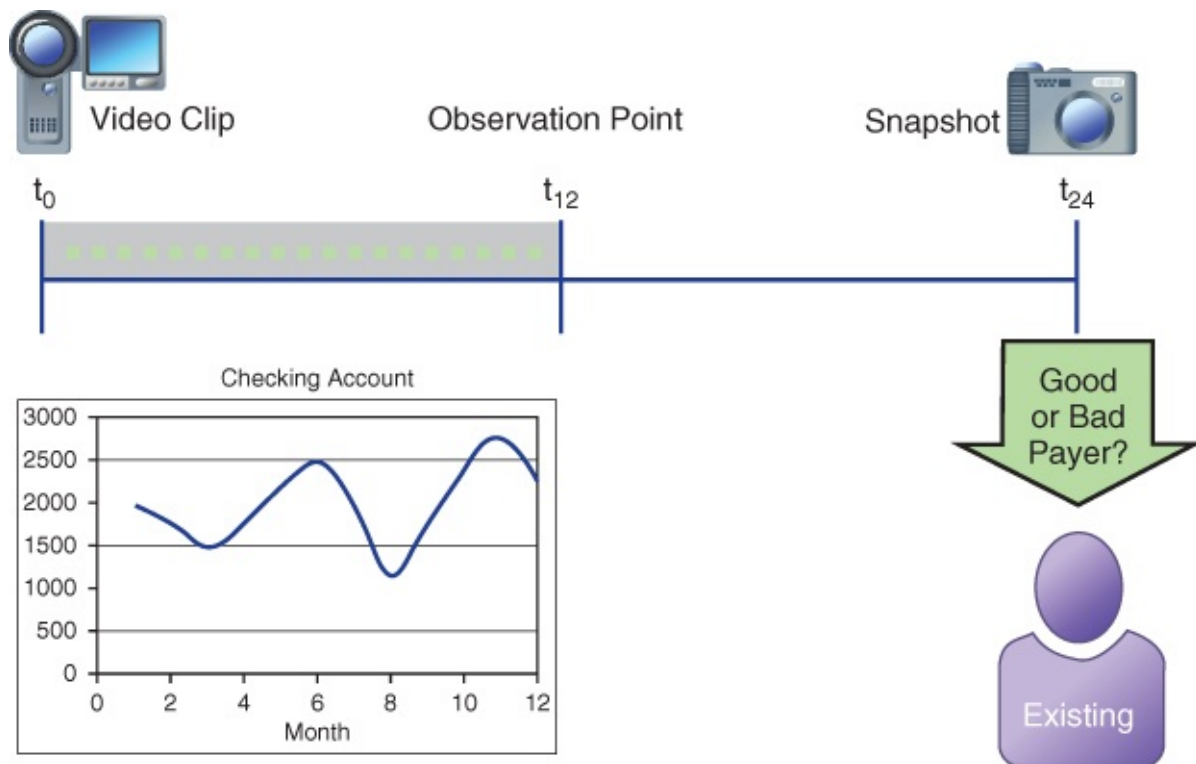 Video Clip
Observation Point
Snapshot
t0
t12
t24
Checking Account
3000
2500
2000
1500
1000
500
0
0 2 4 6 8 10 12
Month
Good
or Bad
Payer?
Existing